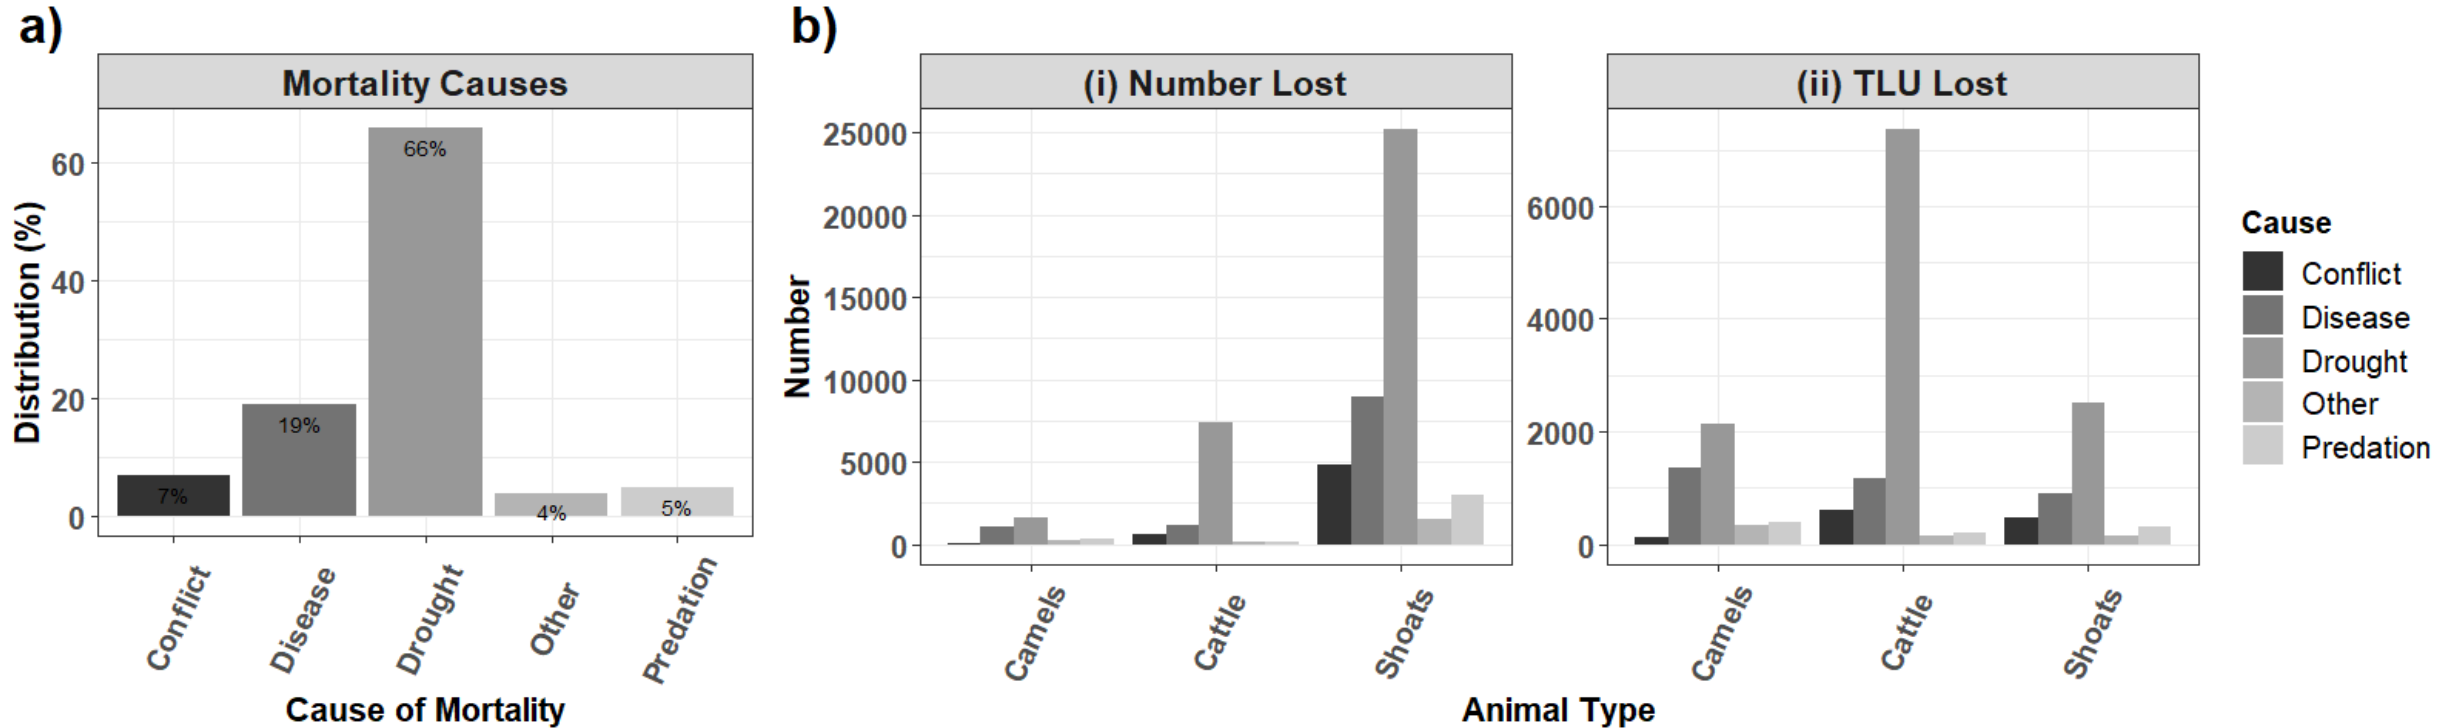 a)
Mortality Causes
Distribution (%)
60
40
20
0
7%
19%
66%
4%
5%
Conflict
Disease
Drought
Other
Predation
Cause of Mortality
b)
(i) Number Lost
Number
25000
20000
15000
10000
5000
0
Camels
Cattle
Shoats
(ii) TLU Lost
6000
4000
2000
0
Camels
Cattle
Shoats
Animal Type
Cause
Conflict
Disease
Drought
Other
Predation